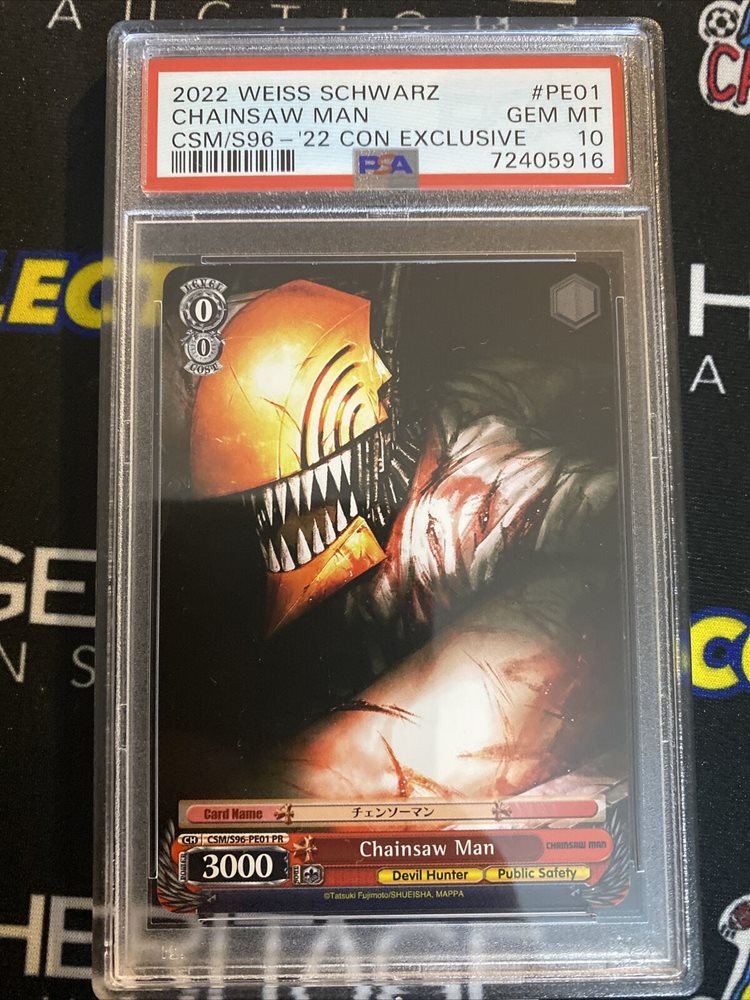 AUCTIONS
2022 WEISS SCHWARZ #PE01
CHAINSAW MAN GEM MT
CSM/S96-'22 CON EXCLUSIVE 10
PSA 72405916
LEVEL
0
0
COST
Card Name チェンソーマン
CH CSM/S96-PE01 PR
3000
Chainsaw Man
CHAINSAW MAN
Devil Hunter Public Safety
©Tatsuki Fujimoto/SHUEISHA, MAPPA